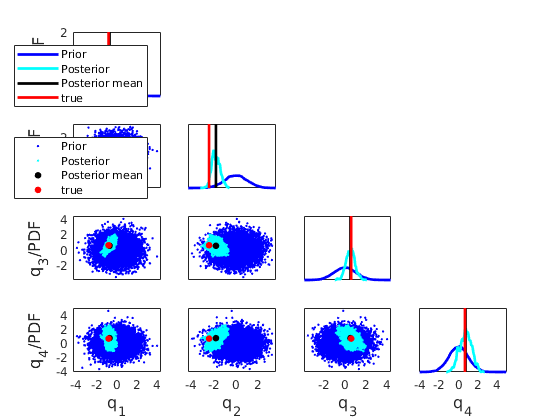 2
F
Prior
Posterior
Posterior mean
true
2
F
Prior
Posterior
Posterior mean
true
4
2
0
-2
q3/PDF
4
2
0
-2
-4
q4/PDF
-4 -2 0 2 4
-4 -2 0 2
-4 -2 0 2 4
-4 -2 0 2 4
q1 q2 q3 q4